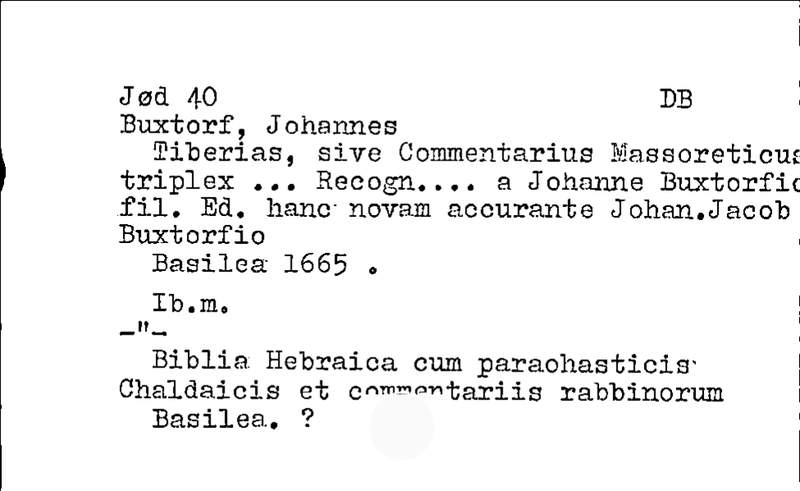 Jød 40 DB
Buxtorf, Johannes
Tiberias, sive Commentarius Massoreticus
triplex ... Recogn.... a Johanne Buxtorfio
fil. Ed. hanc novam accurante Johan.Jacob
Buxtorfio
Basilea 1665 .
Ib.m.
_"_
Biblia Hebraica cum paraohasticis
Chaldaicis et commentariis rabbinorum
Basilea. ?